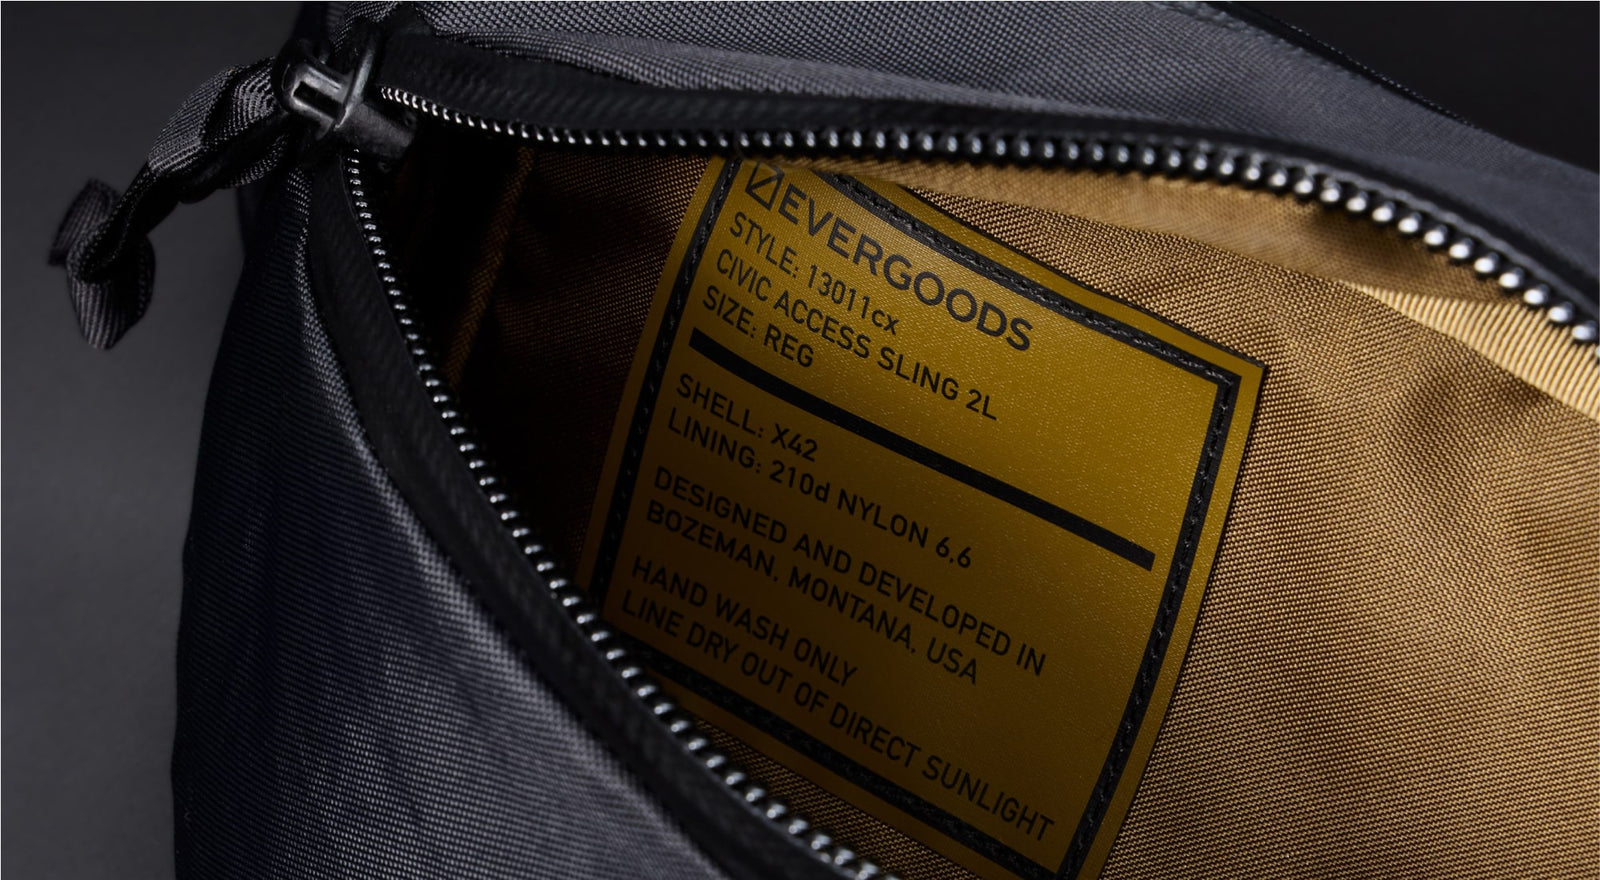 EVERGOODS
STYLE: 13011cx
CIVIC ACCESS SLING 2L
SIZE: REG
SHELL: X42
LINING: 210d NYLON 6,6
DESIGNED AND DEVELOPED IN
BOZEMAN, MONTANA, USA
HAND WASH ONLY
LINE DRY OUT OF DIRECT SUNLIGHT